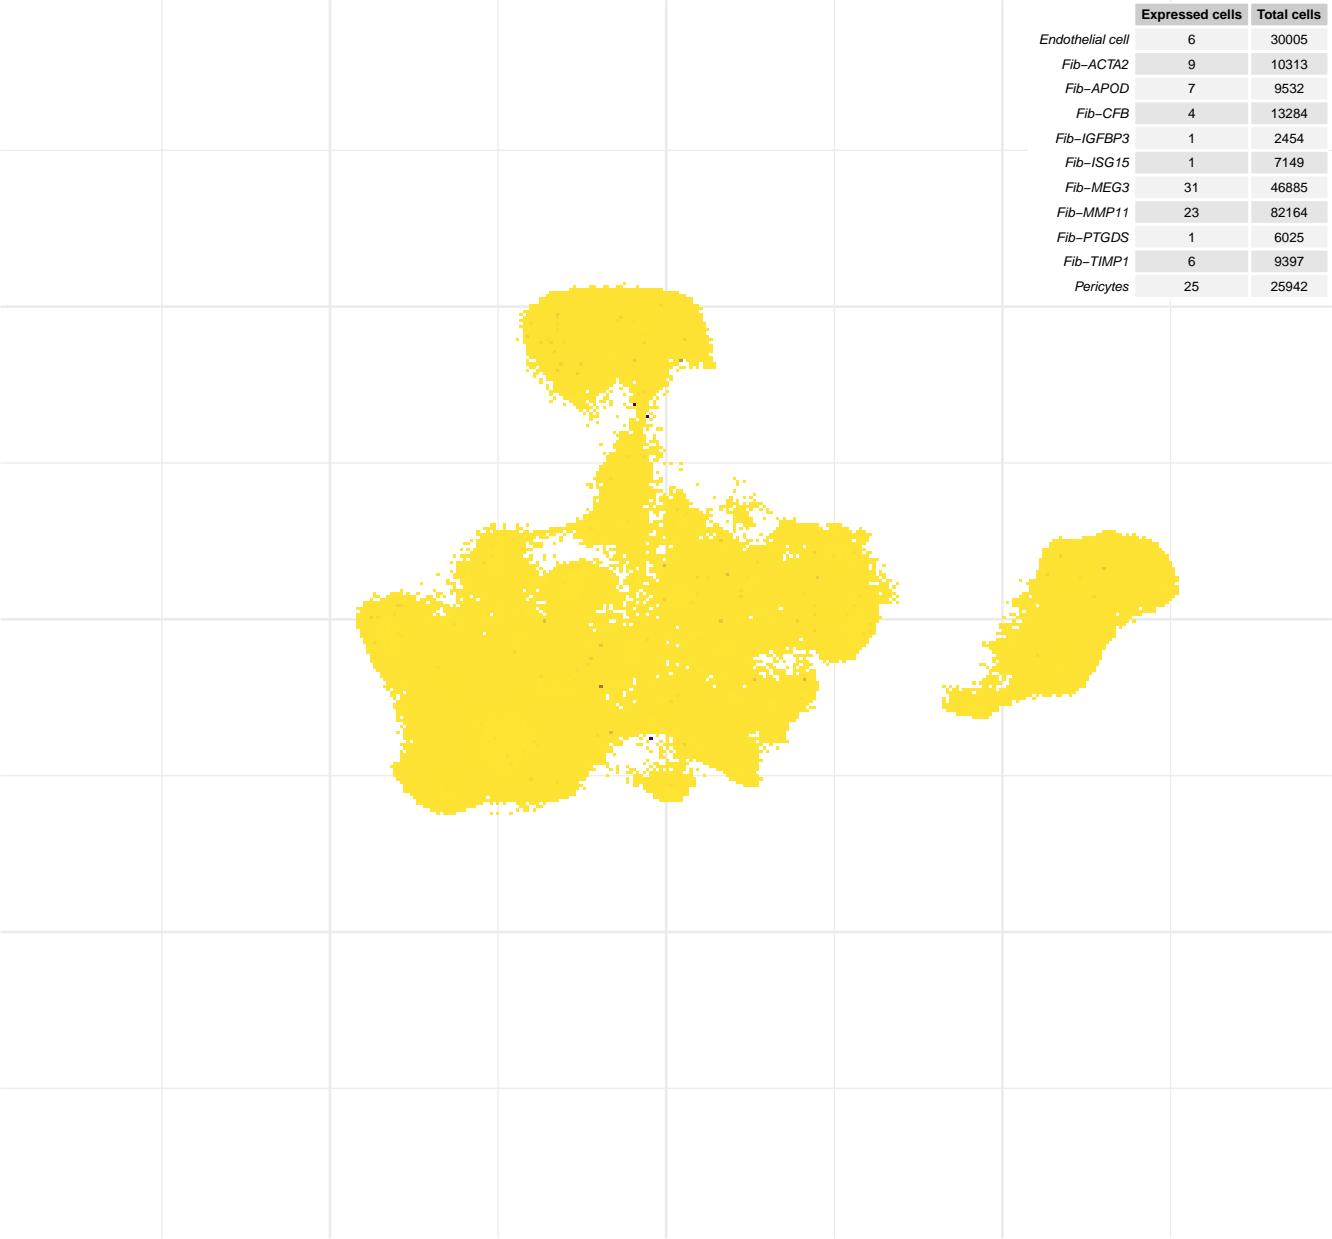 Expressed cells Total cells
Endothelial cell 6 30005
Fib−ACTA2 9 10313
Fib−APOD 7 9532
Fib−CFB 4 13284
Fib−IGFBP3 1 2454
Fib−ISG15 1 7149
Fib−MEG3 31 46885
Fib−MMP11 23 82164
Fib−PTGDS 1 6025
Fib−TIMP1 6 9397
Pericytes 25 25942